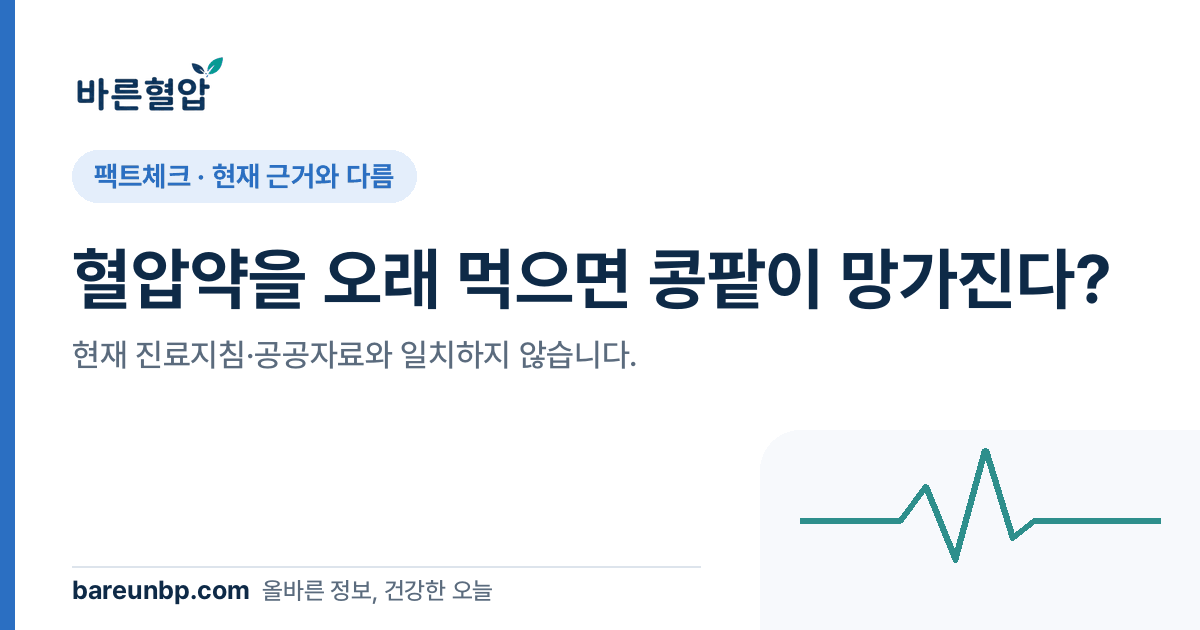 바른혈압
팩트체크 · 현재 근거와 다름
혈압약을 오래 먹으면 콩팥이 망가진다?
현재 진료지침·공공자료와 일치하지 않습니다.
bareunbp.com 올바른 정보, 건강한 오늘